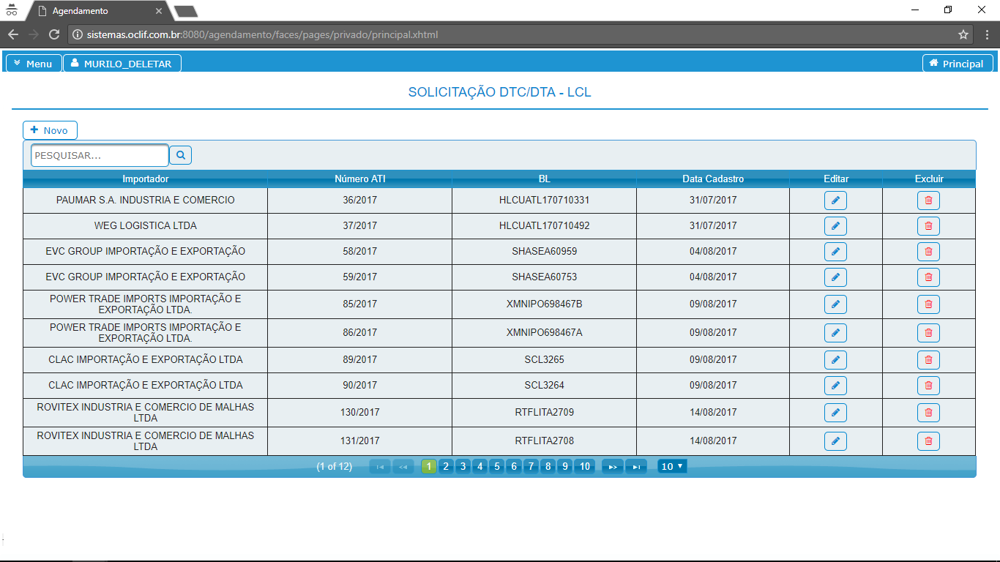 Agendamento
sistemas.oclif.com.br:8080/agendamento/faces/pages/privado/principal.xhtml
Menu MURILO_DELETAR Principal
SOLICITAÇÃO DTC/DTA - LCL
Novo
PESQUISAR...
Importador Número ATI BL Data Cadastro Editar Excluir
PAUMAR S.A. INDUSTRIA E COMERCIO 36/2017 HLCUATL170710331 31/07/2017
WEG LOGISTICA LTDA 37/2017 HLCUATL170710492 31/07/2017
EVC GROUP IMPORTAÇÃO E EXPORTAÇÃO 58/2017 SHASEA60959 04/08/2017
EVC GROUP IMPORTAÇÃO E EXPORTAÇÃO 59/2017 SHASEA60753 04/08/2017
POWER TRADE IMPORTS IMPORTAÇÃO E
EXPORTAÇÃO LTDA. 85/2017 XMNIPO698467B 09/08/2017
POWER TRADE IMPORTS IMPORTAÇÃO E
EXPORTAÇÃO LTDA. 86/2017 XMNIPO698467A 09/08/2017
CLAC IMPORTAÇÃO E EXPORTAÇÃO LTDA 89/2017 SCL3265 09/08/2017
CLAC IMPORTAÇÃO E EXPORTAÇÃO LTDA 90/2017 SCL3264 09/08/2017
ROVITEX INDUSTRIA E COMERCIO DE MALHAS
LTDA 130/2017 RTFLITA2709 14/08/2017
ROVITEX INDUSTRIA E COMERCIO DE MALHAS
LTDA 131/2017 RTFLITA2708 14/08/2017
(1 of 12) 1 2 3 4 5 6 7 8 9 10 10